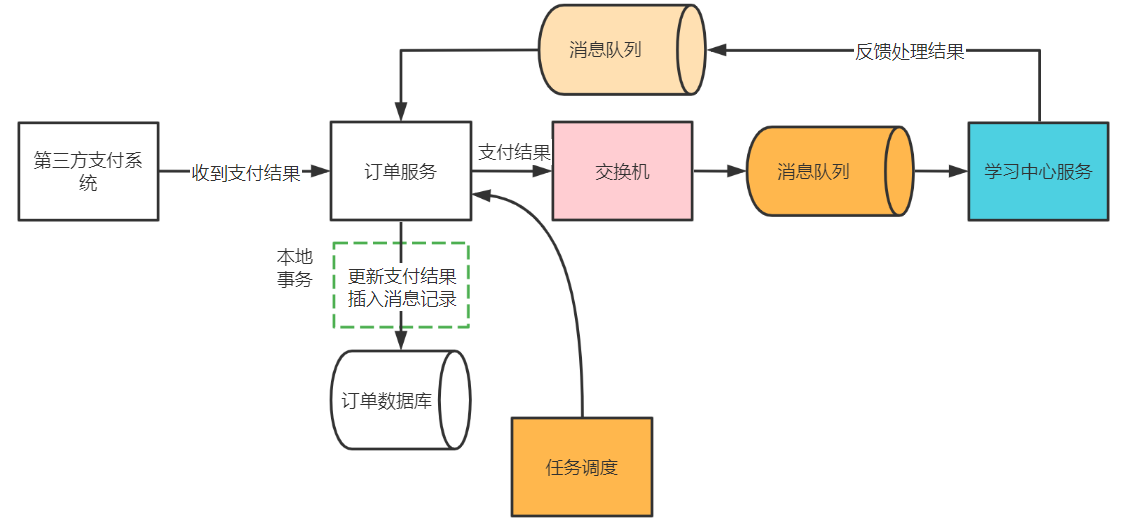 消息队列
反馈处理结果
第三方支付系
统
收到支付结果
订单服务
支付结果
交换机
消息队列
学习中心服务
本地
事务
更新支付结果
插入消息记录
订单数据库
任务调度